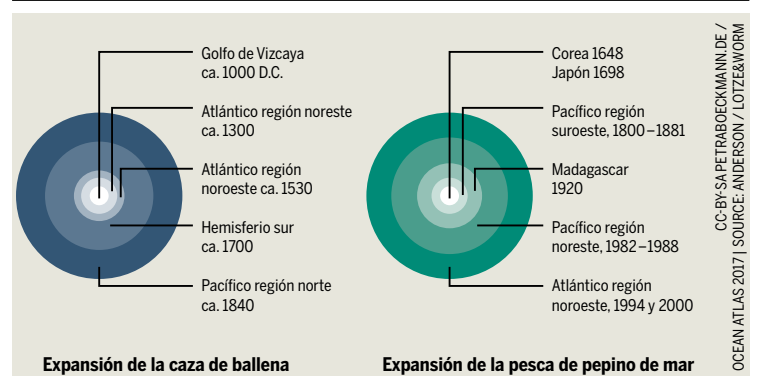 Golfo de Vizcaya
ca. 1000 D.C.
Atlántico región noreste
ca. 1300
Atlántico región
noroeste ca. 1530
Hemisferio sur
ca. 1700
Pacífico región norte
ca. 1840
Expansión de la caza de ballena
Corea 1648
Japón 1698
Pacífico región
suroeste, 1800–1881
Madagascar
1920
Pacífico región
noreste, 1982–1988
Atlántico región
noroeste, 1994 y 2000
Expansión de la pesca de pepino de mar
CC-BY-SA PETRABOECKMANN.DE /
OCEAN ATLAS 2017 | SOURCE: ANDERSON / LOTZE&WORM